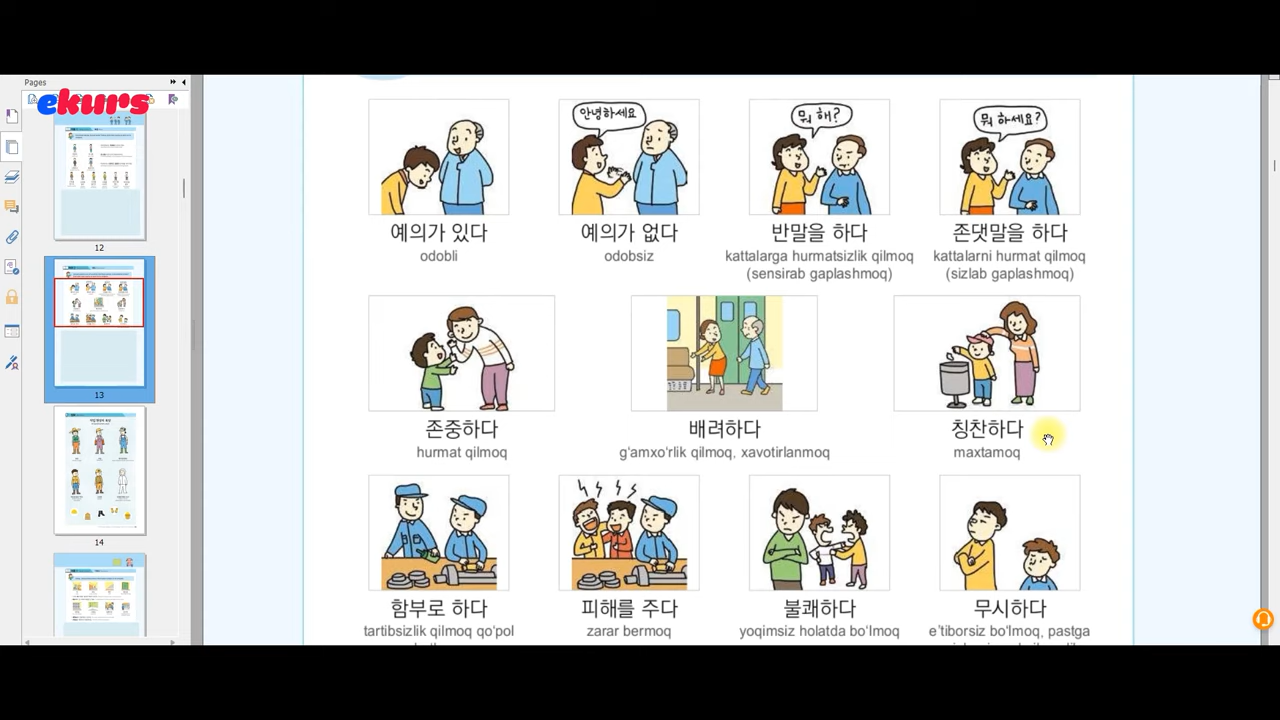 Pages
ekurs
12
13
14
안녕하세요
뭐 해?
뭐 하세요?
예의가 있다
예의가 없다
반말을 하다
존댓말을 하다
odobli
odobsiz
kattalarga hurmatsizlik qilmoq
(sensirab gaplashmoq)
kattalarni hurmat qilmoq
(sizlab gaplashmoq)
존중하다
배려하다
칭찬하다
hurmat qilmoq
g‘amxo‘rlik qilmoq, xavotirlanmoq
maxtamoq
함부로 하다
피해를 주다
불쾌하다
무시하다
tartibsizlik qilmoq qo‘pol
zarar bermoq
yoqimsiz holatda bo‘lmoq
e’tiborsiz bo‘lmoq, pastga